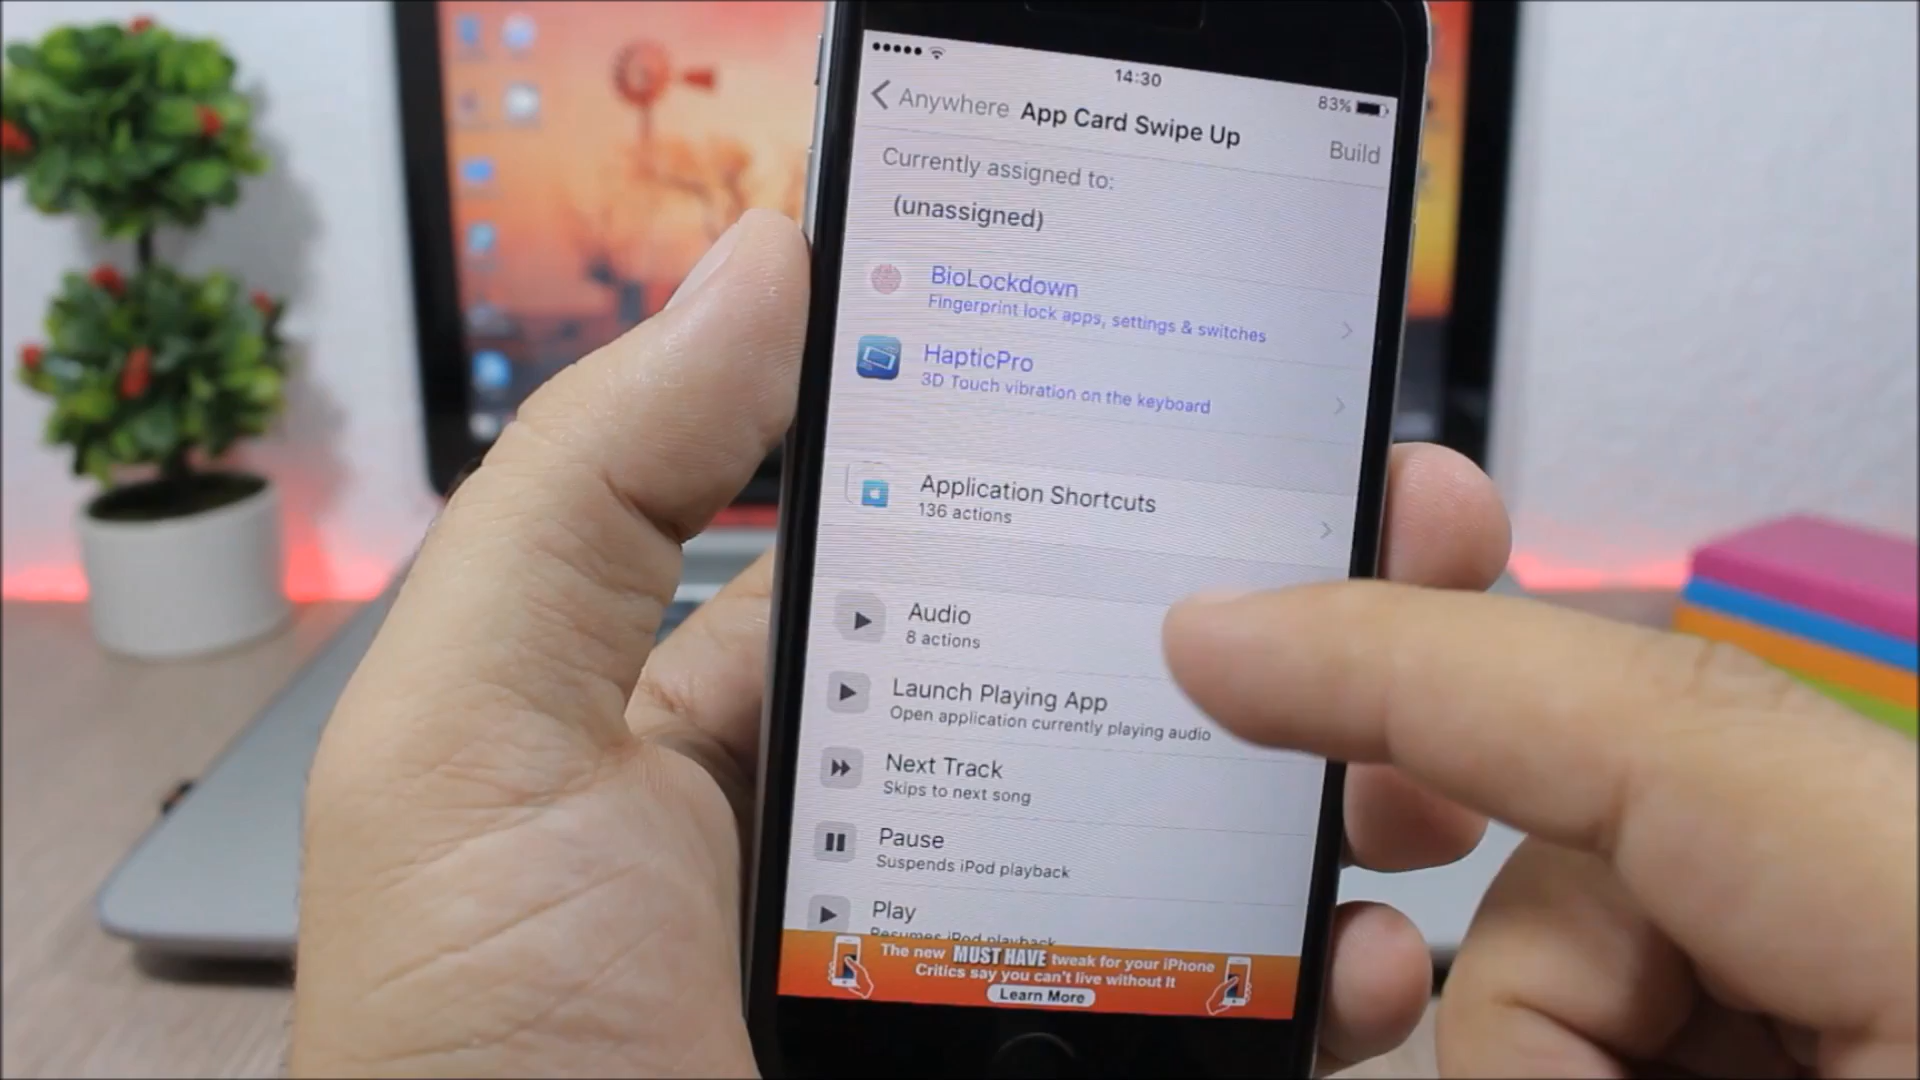 14:30
83%
Anywhere
App Card Swipe Up
Build
Currently assigned to:
(unassigned)
BioLockdown
Fingerprint lock apps, settings & switches
HapticPro
3D Touch vibration on the keyboard
Application Shortcuts
136 actions
Audio
8 actions
Launch Playing App
Open application currently playing audio
Next Track
Skips to next song
Pause
Suspends iPod playback
Play
Resumes iPod playback
The new MUST HAVE tweak for your iPhone
Critics say you can't live without It
Learn More